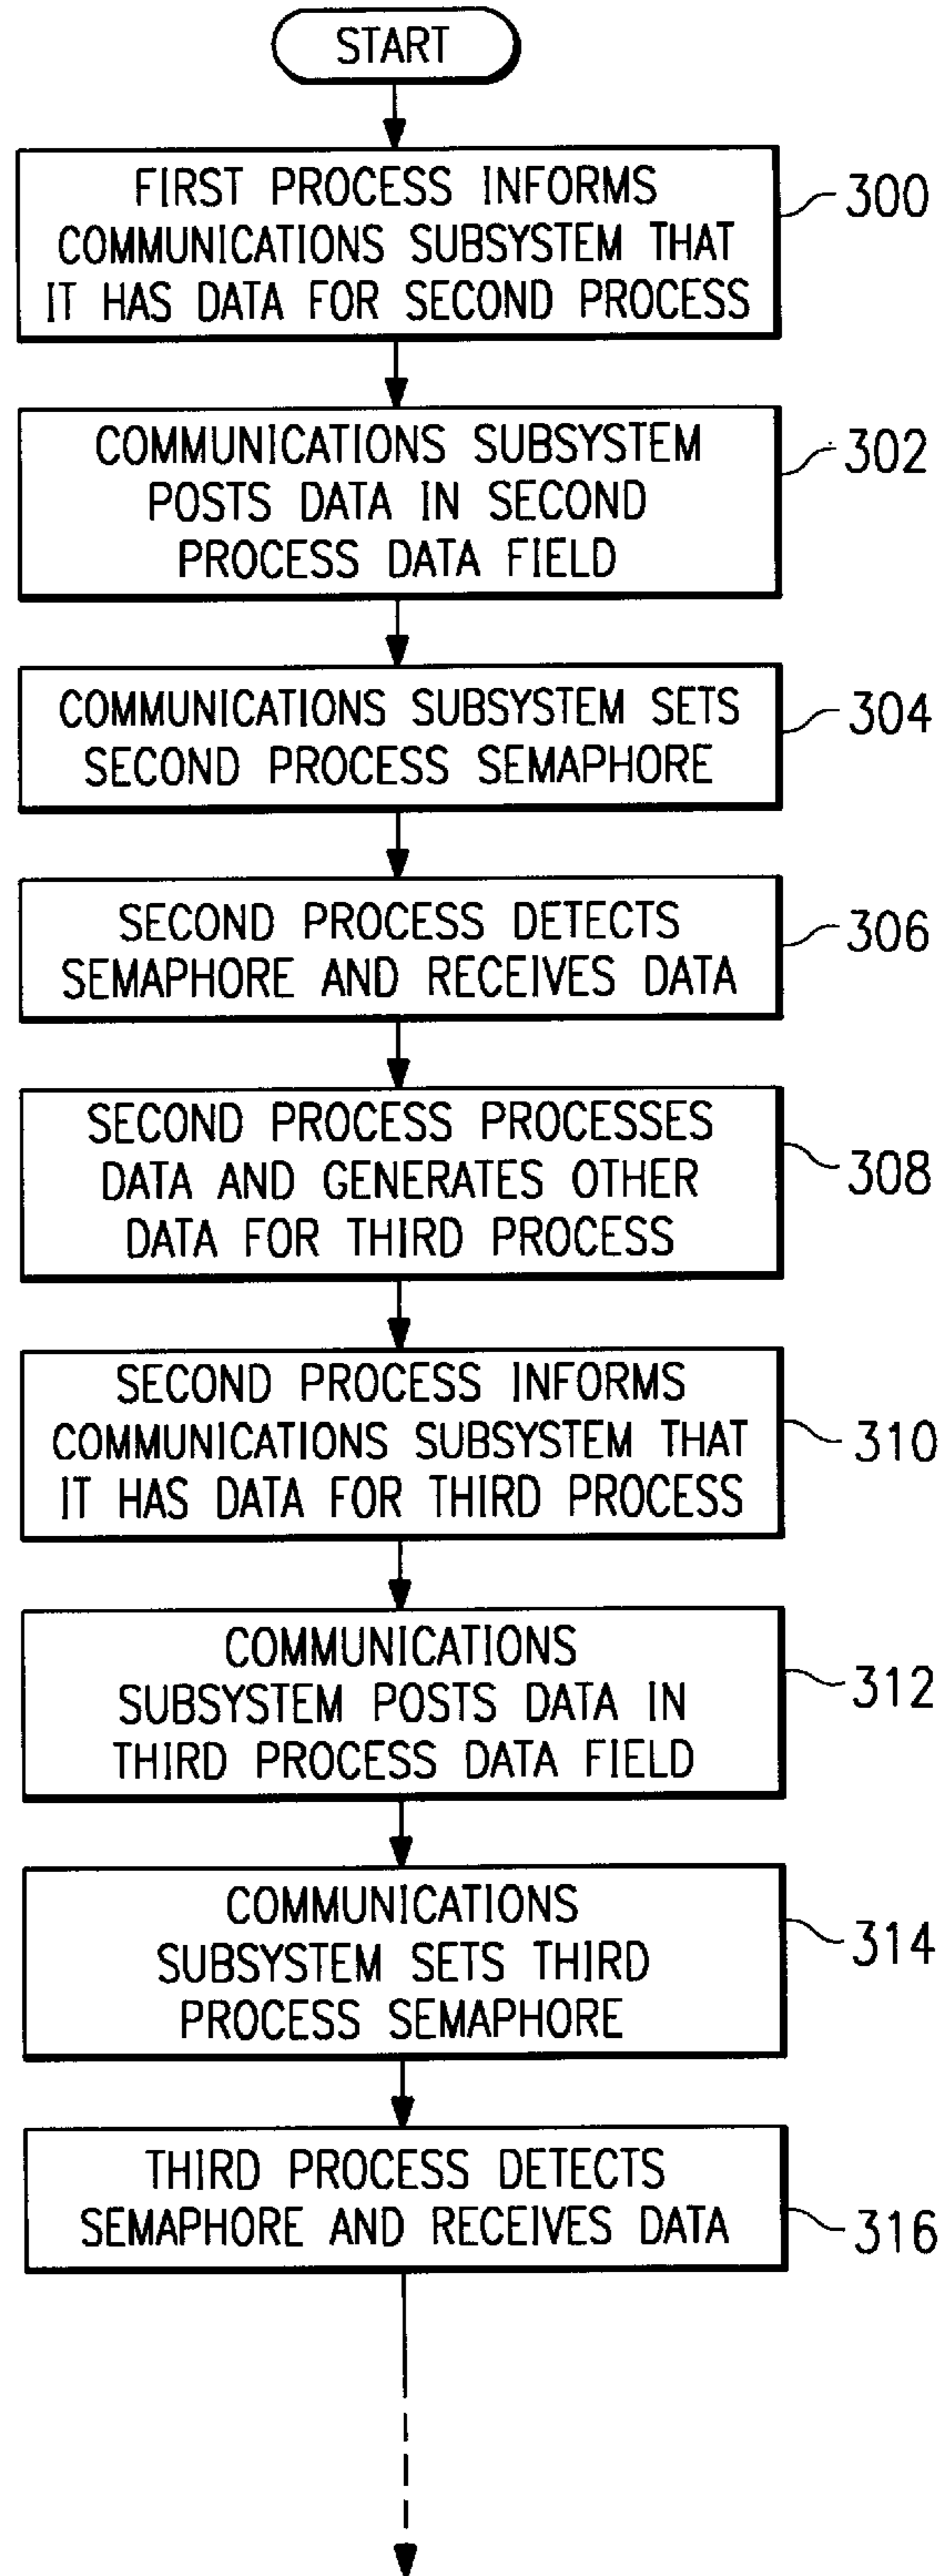 START
FIRST PROCESS INFORMS
COMMUNICATIONS SUBSYSTEM THAT
IT HAS DATA FOR SECOND PROCESS
300
COMMUNICATIONS SUBSYSTEM
POSTS DATA IN SECOND
PROCESS DATA FIELD
302
COMMUNICATIONS SUBSYSTEM SETS
SECOND PROCESS SEMAPHORE
304
SECOND PROCESS DETECTS
SEMAPHORE AND RECEIVES DATA
306
SECOND PROCESS PROCESSES
DATA AND GENERATES OTHER
DATA FOR THIRD PROCESS
308
SECOND PROCESS INFORMS
COMMUNICATIONS SUBSYSTEM THAT
IT HAS DATA FOR THIRD PROCESS
310
COMMUNICATIONS
SUBSYSTEM POSTS DATA IN
THIRD PROCESS DATA FIELD
312
COMMUNICATIONS
SUBSYSTEM SETS THIRD
PROCESS SEMAPHORE
314
THIRD PROCESS DETECTS
SEMAPHORE AND RECEIVES DATA
316